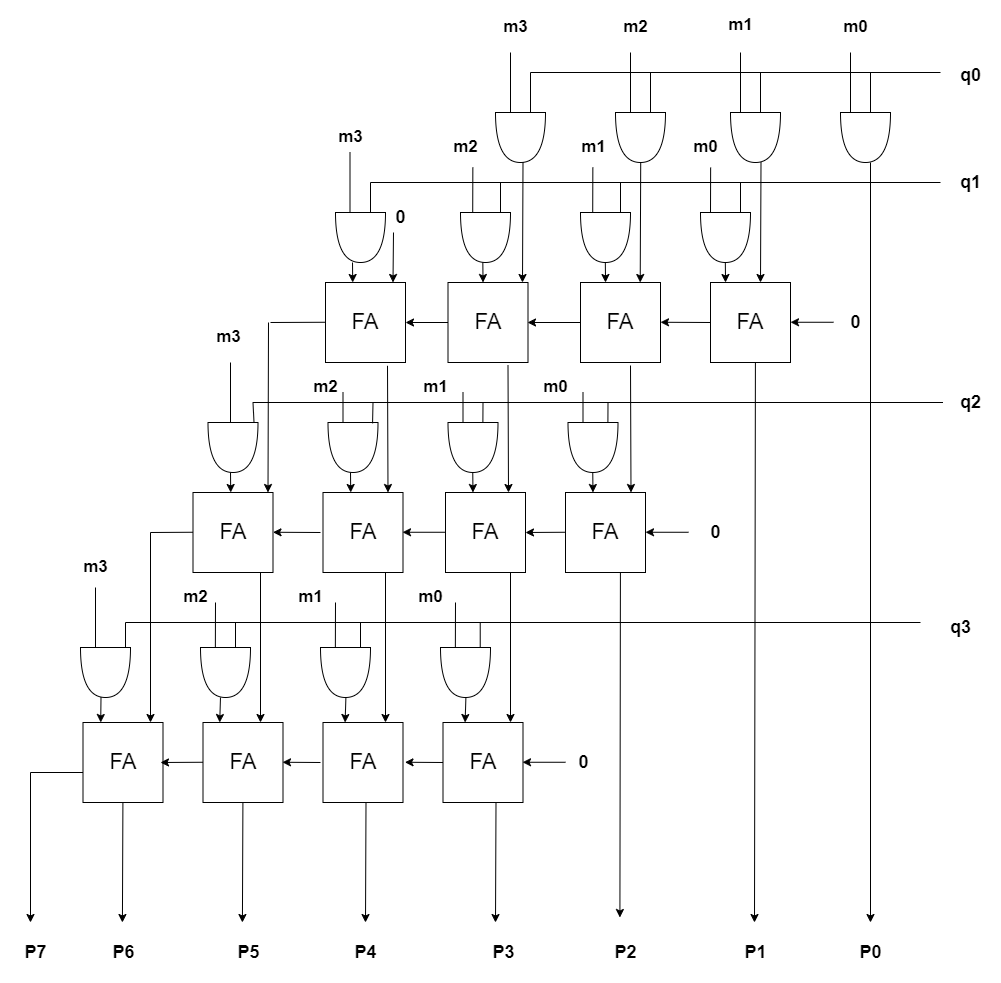 m3 m2 m1 m0
q0
m3 m2 m1 m0
q1
0
FA FA FA FA 0
m3
m2 m1 m0 q2
FA FA FA FA 0
m3
m2 m1 m0
q3
FA FA FA FA 0
P7 P6 P5 P4 P3 P2 P1 P0